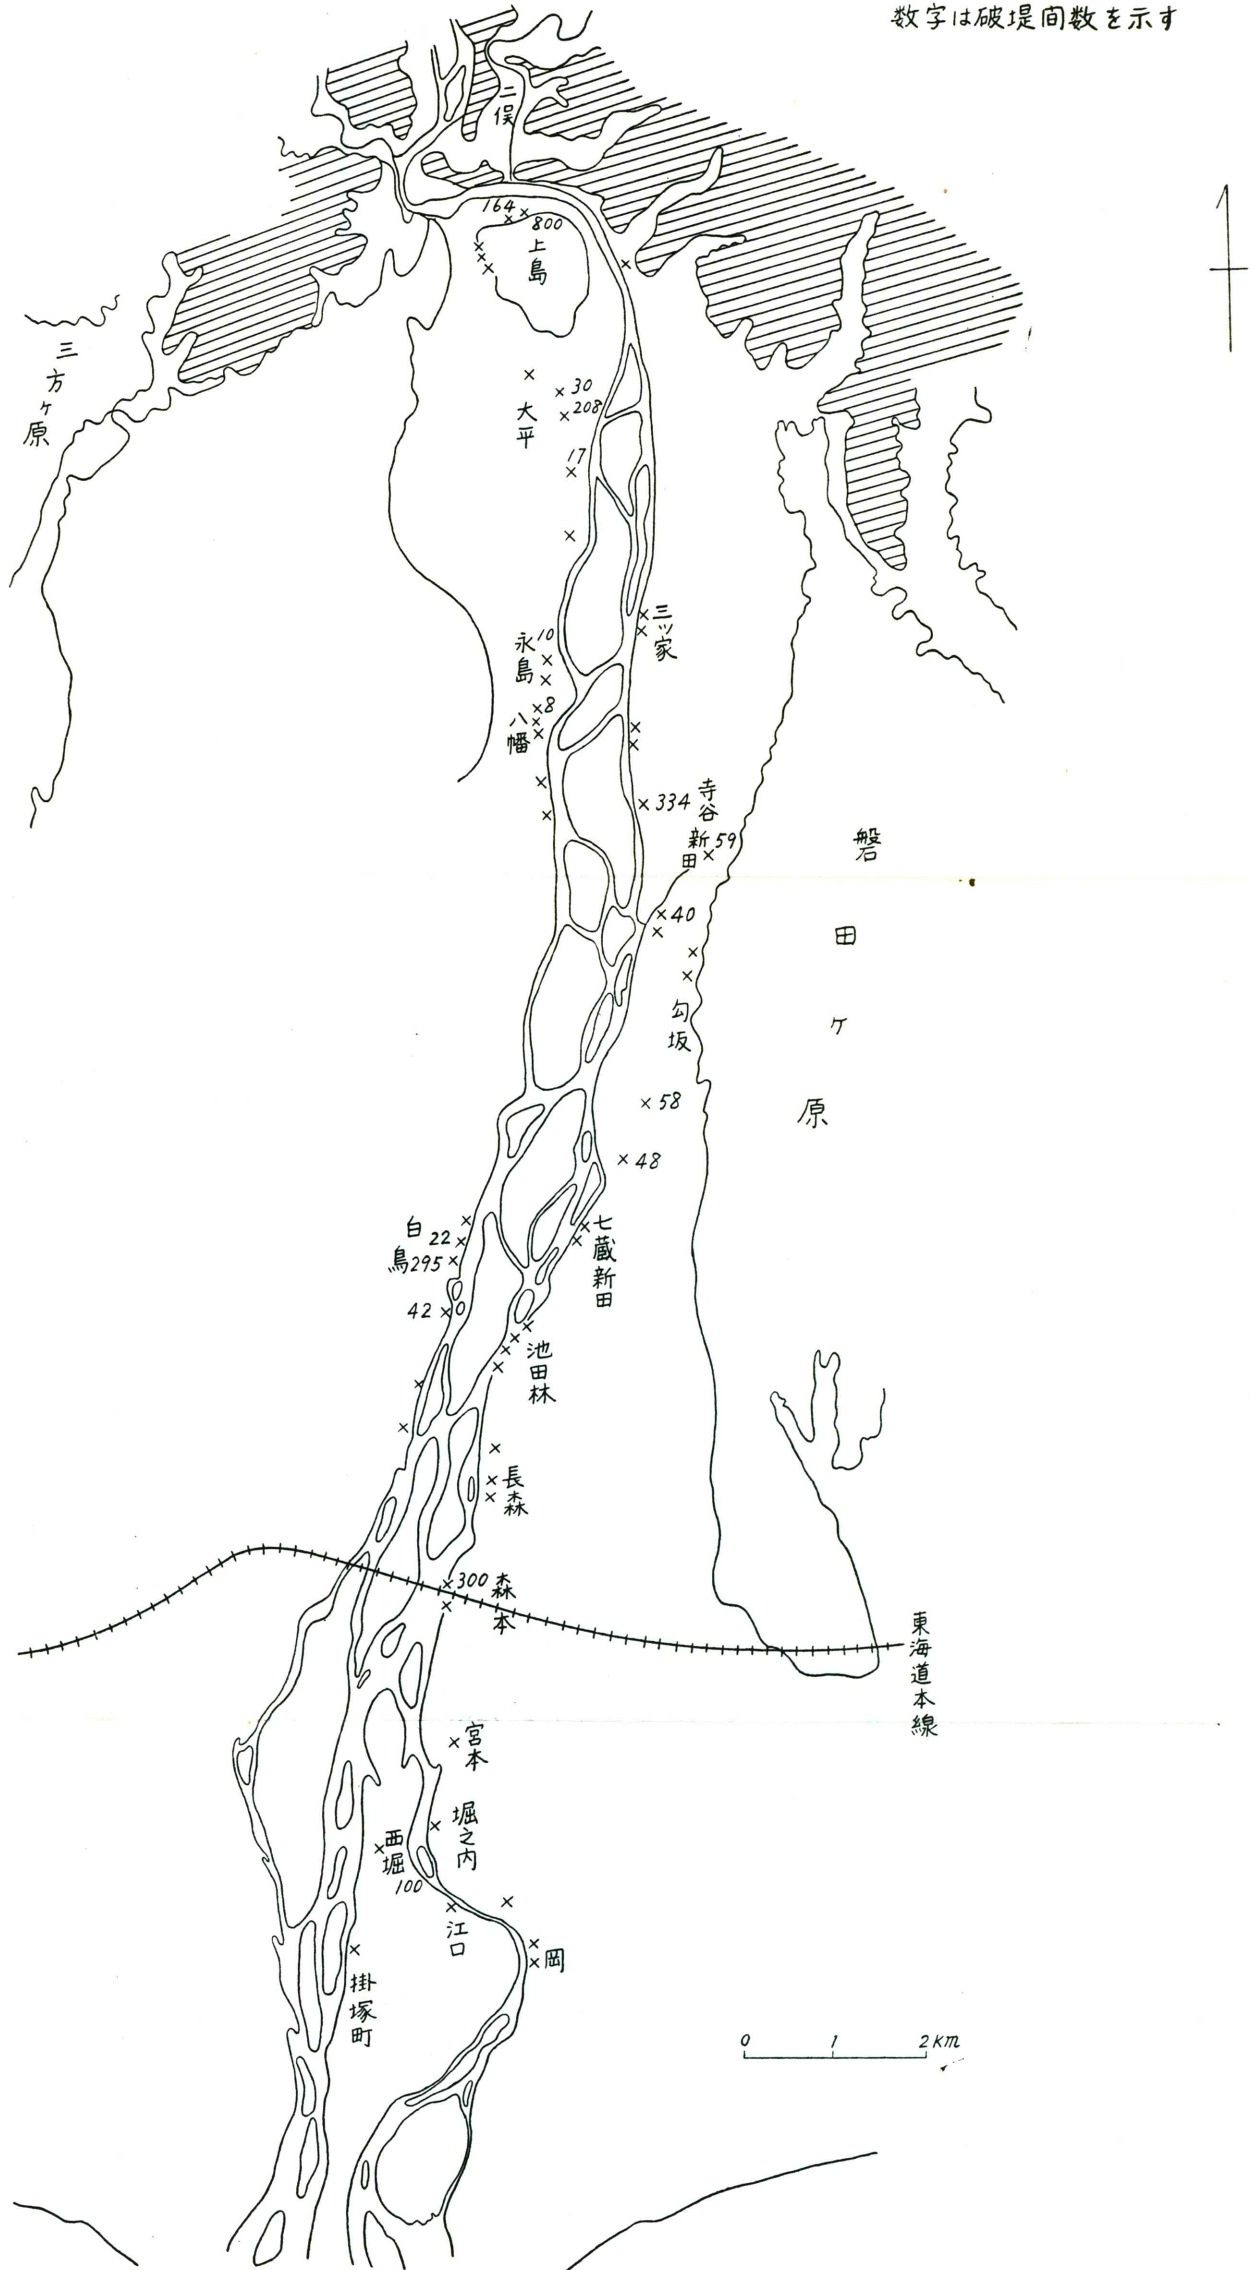 数字は破堤間数を示す
二俣
164
800
上島
三方ヶ原
30
208
大平
17
三ッ家
10
永島
8
八幡
334
寺谷新田
59
磐田ヶ原
40
匂坂
58
48
白鳥
22
295
七蔵新田
42
池田林
長森
300
森本
東海道本線
宮本
堀之内
西堀
100
江口
岡
掛塚町
0 1 2km